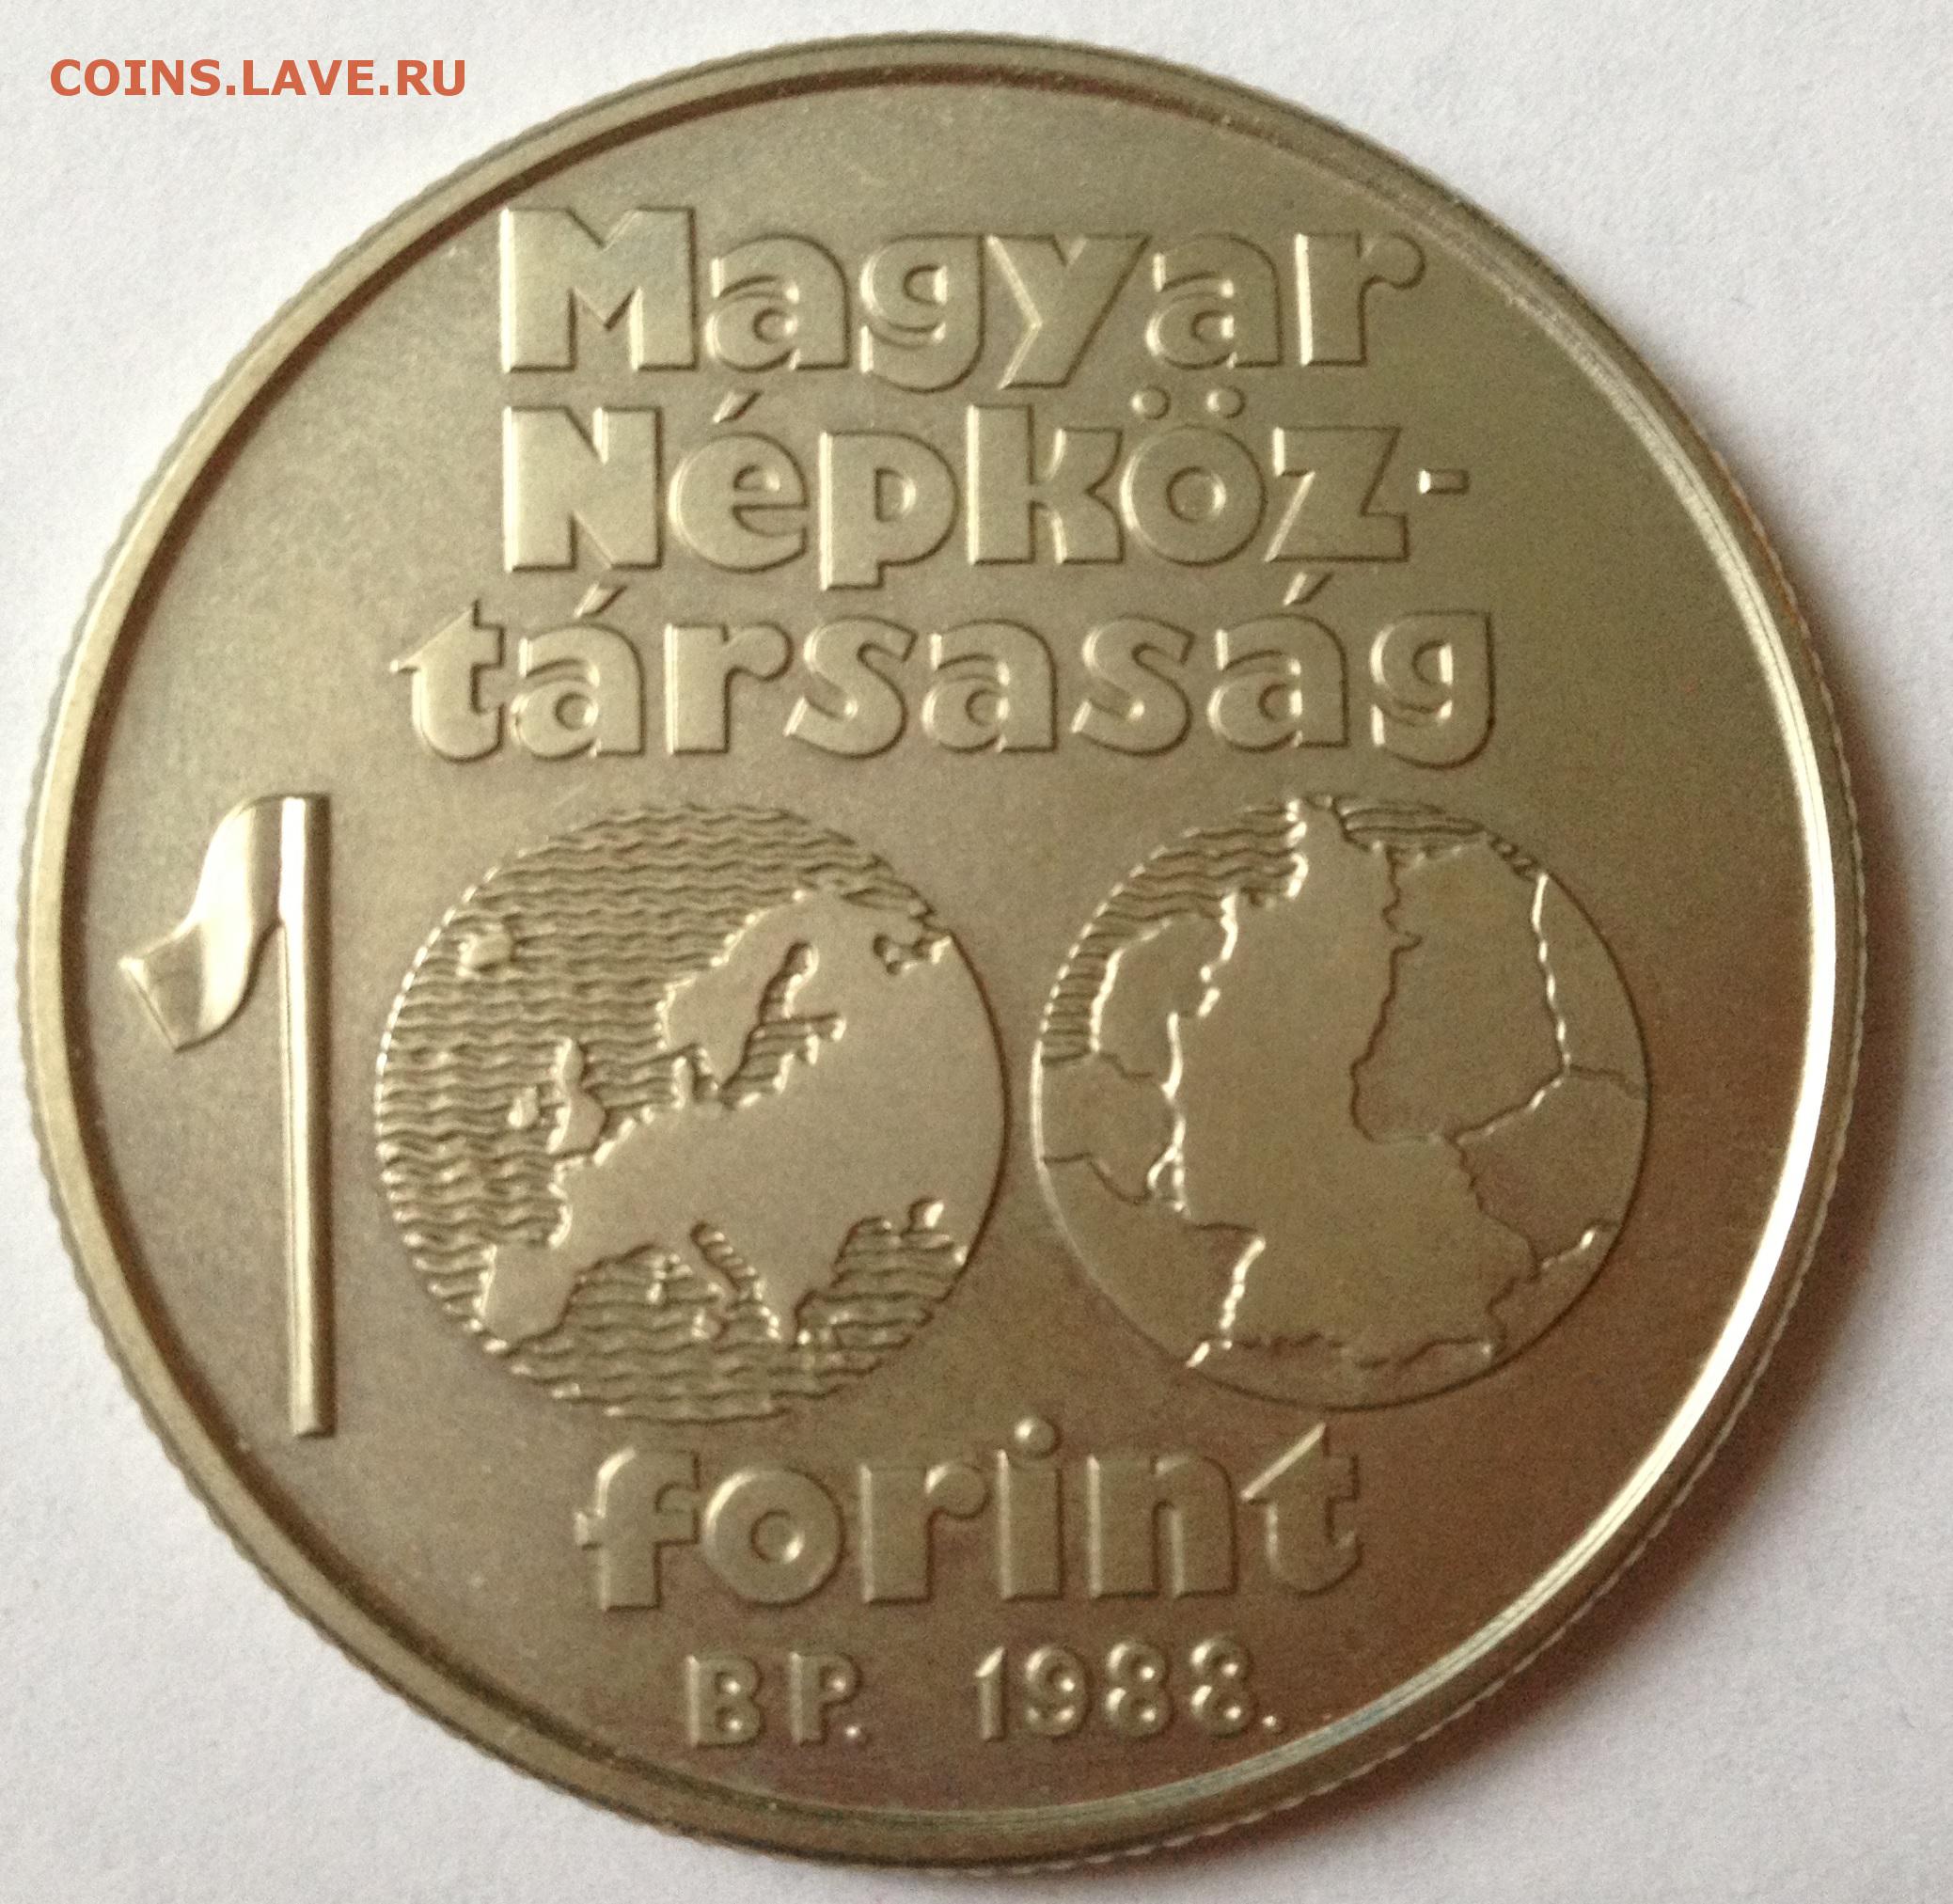 COINS.LAVE.RU
Magyar
Népköz-
társaság
100
forint
BP. 1988.